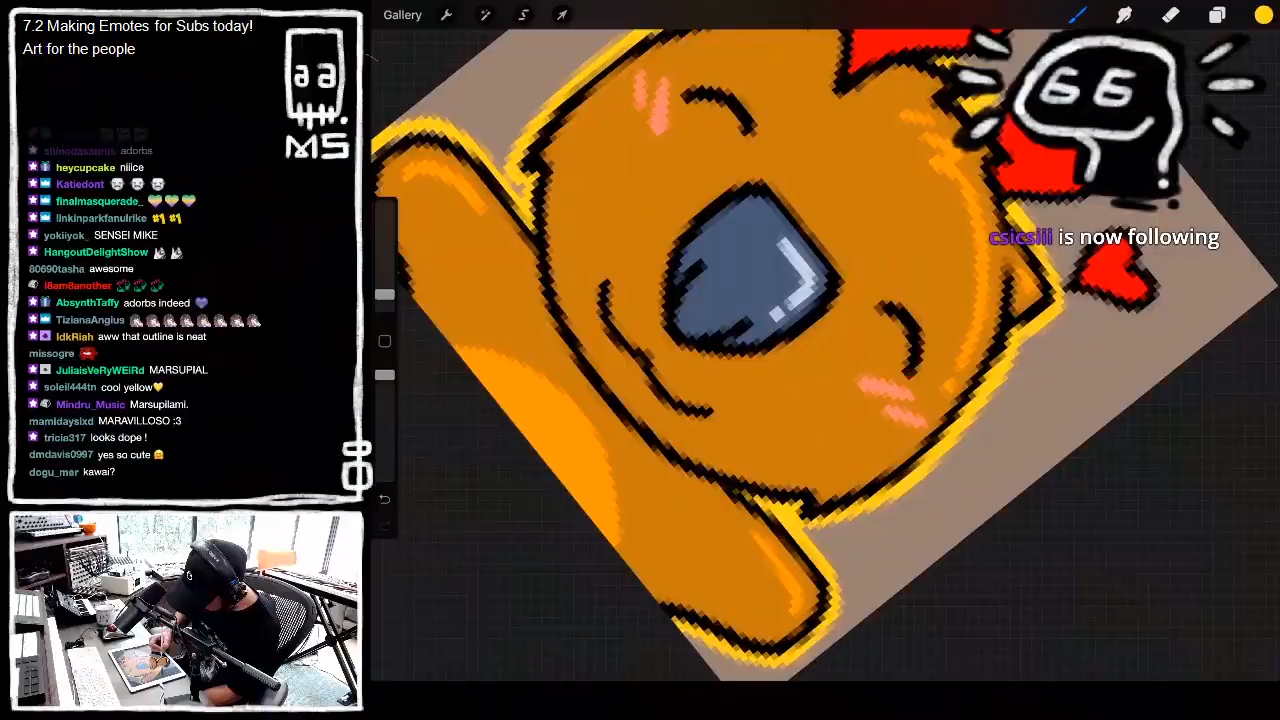 7.2 Making Emotes for Subs today!
Art for the people
MS
shinodasaurus adorbs
heycupcake niiice
Katiedont
finalmasquerade_
linkinparkfanulrike #1 #1
yokiiyok_ SENSEI MIKE
HangoutDelightShow
80690tasha awesome
I8am8another
AbsynthTaffy adorbs indeed
TizianaAngius
IdkRiah aww that outline is neat
missogre
JuliaisVeRyWEiRd MARSUPIAL
soleil444tn cool yellow
Mindru_Music Marsupilami.
mamidaysixd MARAVILLOSO :3
tricia317 looks dope !
dmdavis0997 yes so cute
dogu_mer kawai?
Gallery
csicsiii is now following